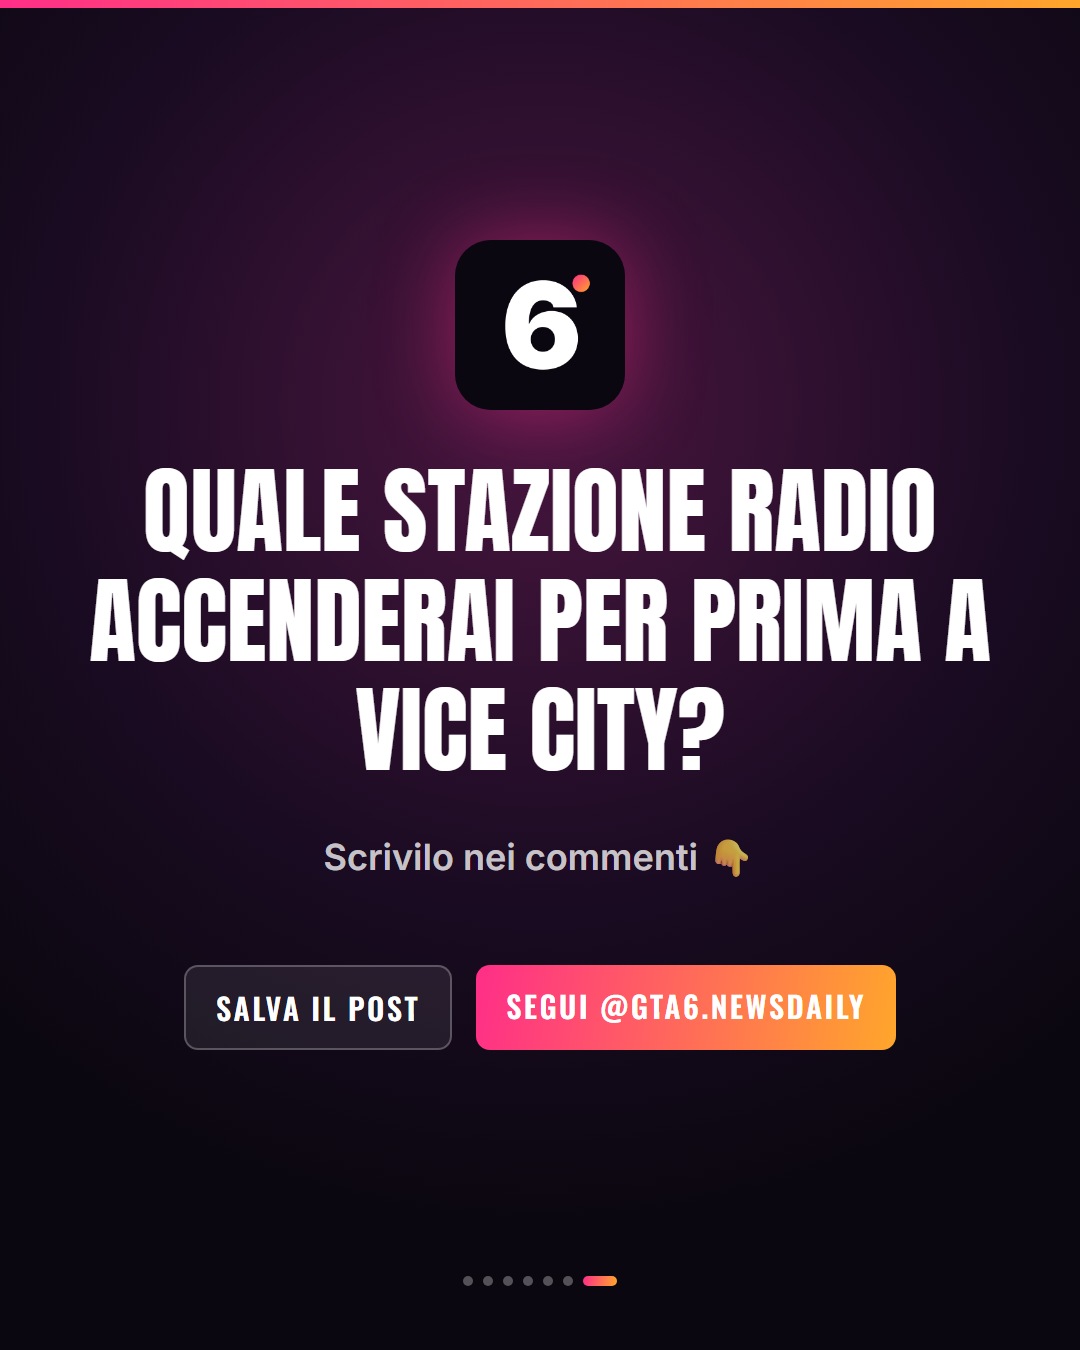 6
QUALE STAZIONE RADIO
ACCENDERAI PER PRIMA A
VICE CITY?
Scrivilo nei commenti 👇
SALVA IL POST
SEGUI @GTA6.NEWSDAILY